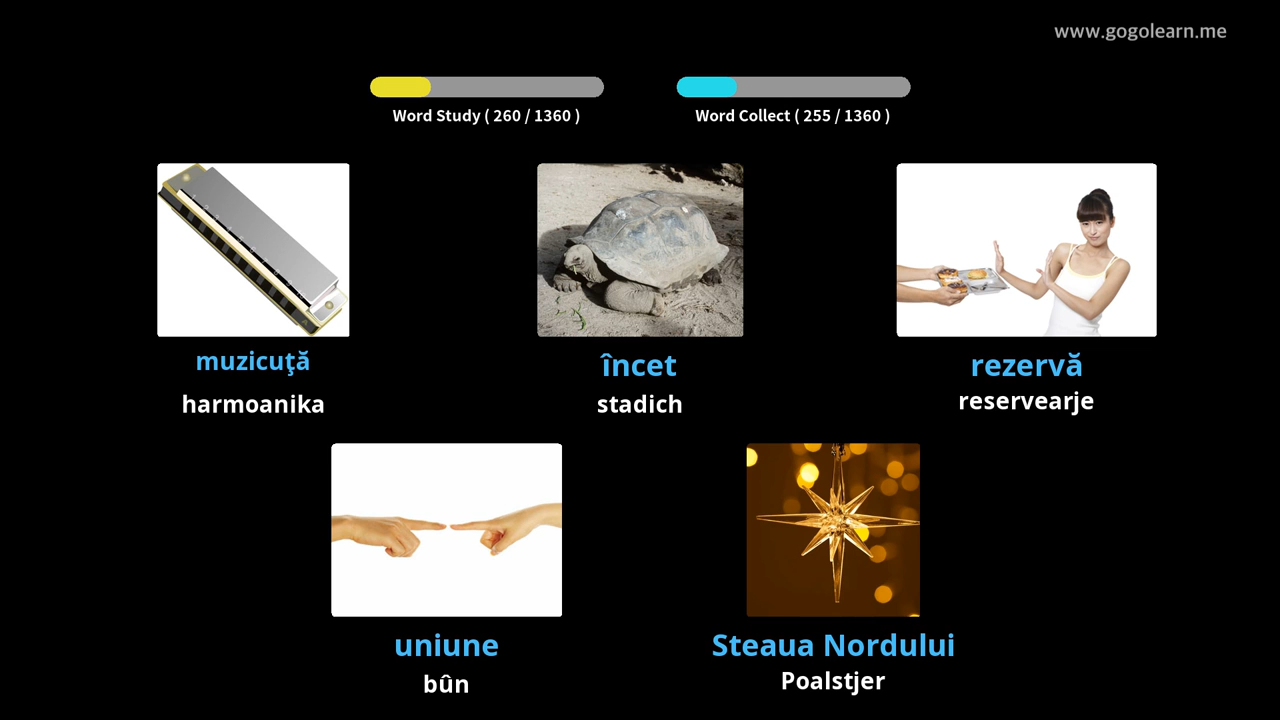 www.gogolearn.me
Word Study ( 260 / 1360 )
Word Collect ( 255 / 1360 )
muzicuţă
încet
rezervă
harmoanika
stadich
reservearje
uniune
Steaua Nordului
bûn
Poalstjer